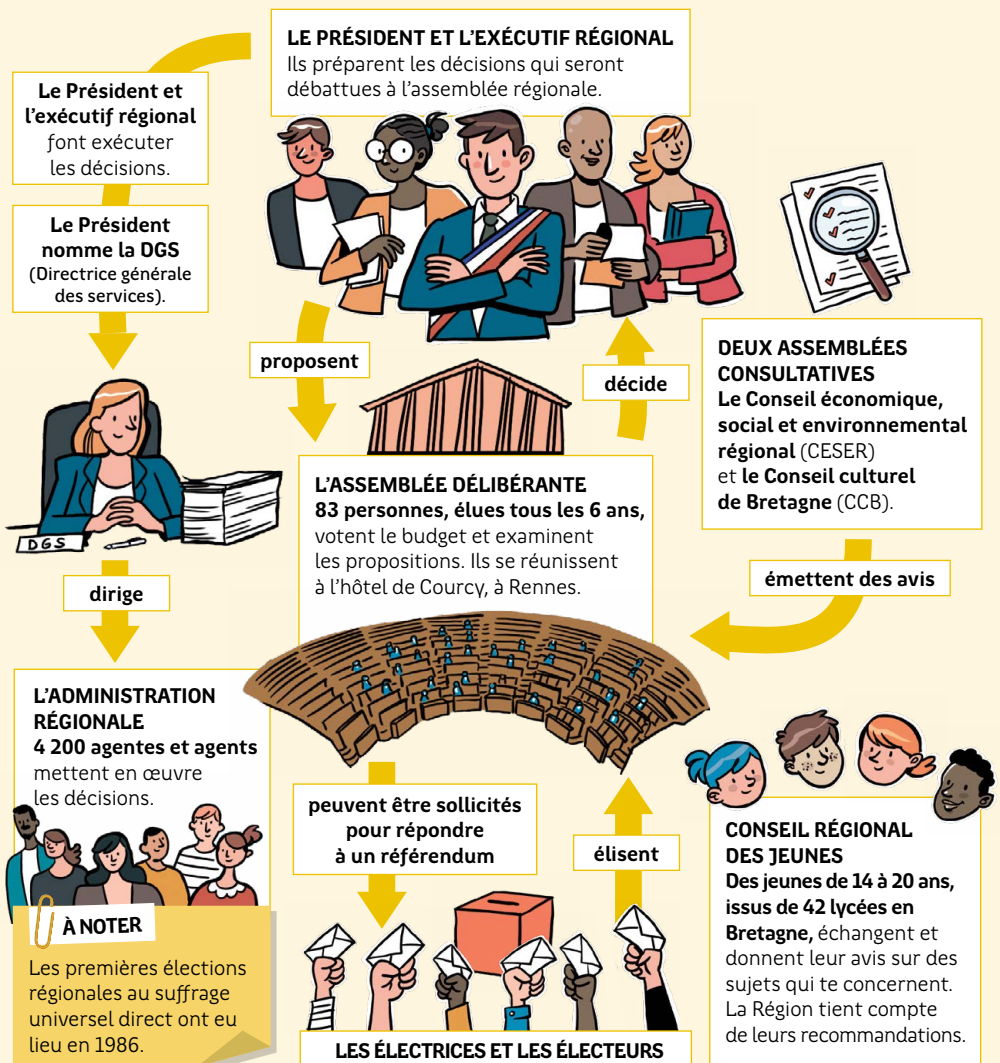 LE PRÉSIDENT ET L'EXÉCUTIF RÉGIONAL
Ils préparent les décisions qui seront
débattues à l'assemblée régionale.
Le Président et
l'exécutif régional
font exécuter
les décisions.
Le Président
nomme la DGS
(Directrice générale
des services).
proposent
décide
DEUX ASSEMBLÉES
CONSULTATIVES
Le Conseil économique,
social et environnemental
régional (CESER)
et le Conseil culturel
de Bretagne (CCB).
L'ASSEMBLÉE DÉLIBÉRANTE
83 personnes, élues tous les 6 ans,
votent le budget et examinent
les propositions. Ils se réunissent
à l'hôtel de Courcy, à Rennes.
DGS
dirige
émettent des avis
L'ADMINISTRATION
RÉGIONALE
4 200 agentes et agents
mettent en œuvre
les décisions.
peuvent être sollicités
pour répondre
à un référendum
élisent
CONSEIL RÉGIONAL
DES JEUNES
Des jeunes de 14 à 20 ans,
issus de 42 lycées en
Bretagne, échangent et
donnent leur avis sur des
sujets qui te concernent.
La Région tient compte
de leurs recommandations.
À NOTER
Les premières élections
régionales au suffrage
universel direct ont eu
lieu en 1986.
LES ÉLECTRICES ET LES ÉLECTEURS